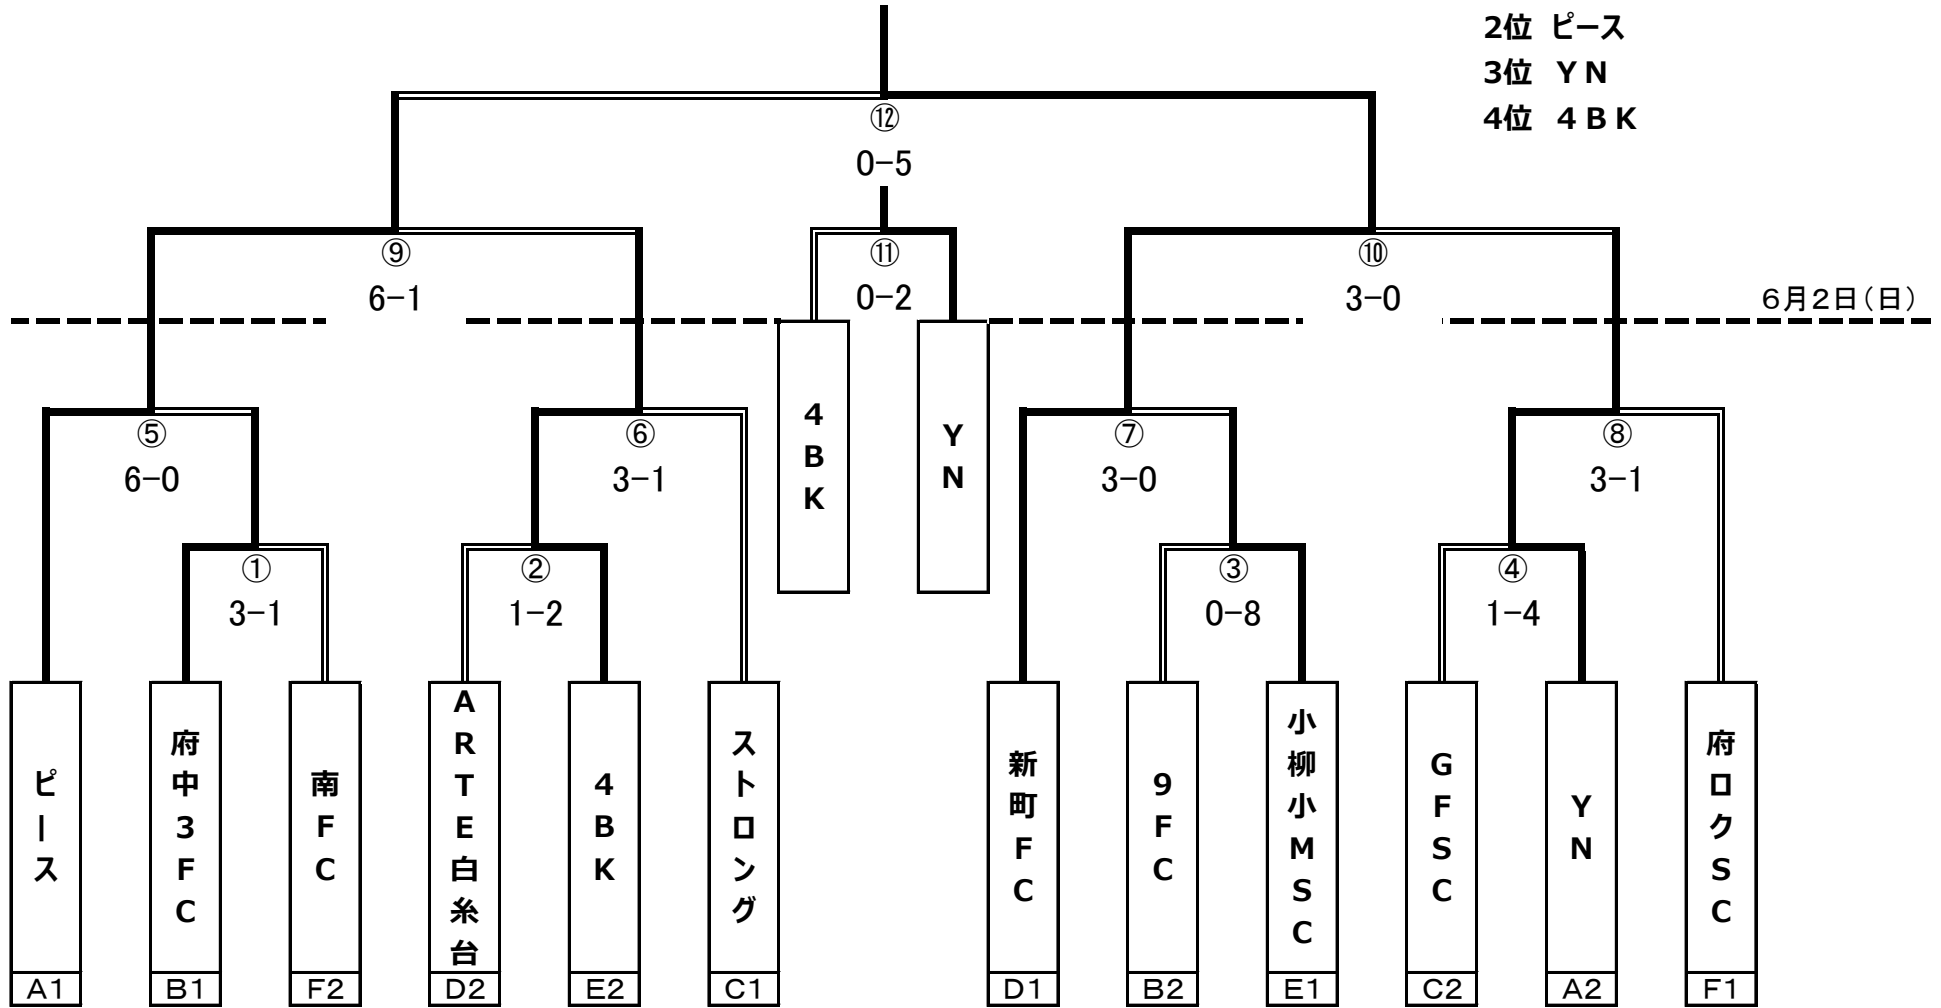 2位 ピース
3位 ＹＮ
4位 ４ＢＫ
⑫
0−5
⑨
⑪
⑩
6−1
0−2
3−0
６月２日（日）
4BK
YN
⑤
⑥
⑦
⑧
6−0
3−1
3−0
3−1
①
②
③
④
3−1
1−2
0−8
1−4
ピース
府中3FC
南FC
ARTE白糸台
4BK
ストロング
新町FC
9FC
小柳小MSC
GFSC
YN
府ロクSC
A1
B1
F2
D2
E2
C1
D1
B2
E1
C2
A2
F1